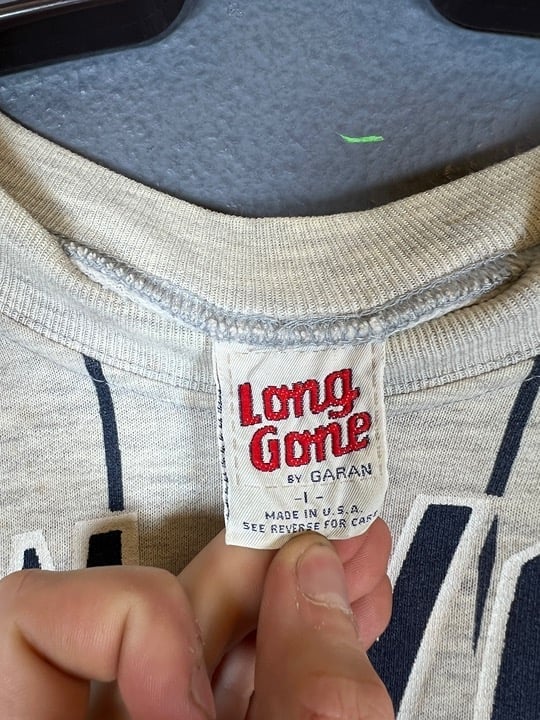 Long
Gone
BY GARAN
-I-
MADE IN U.S.A.
SEE REVERSE FOR CARE